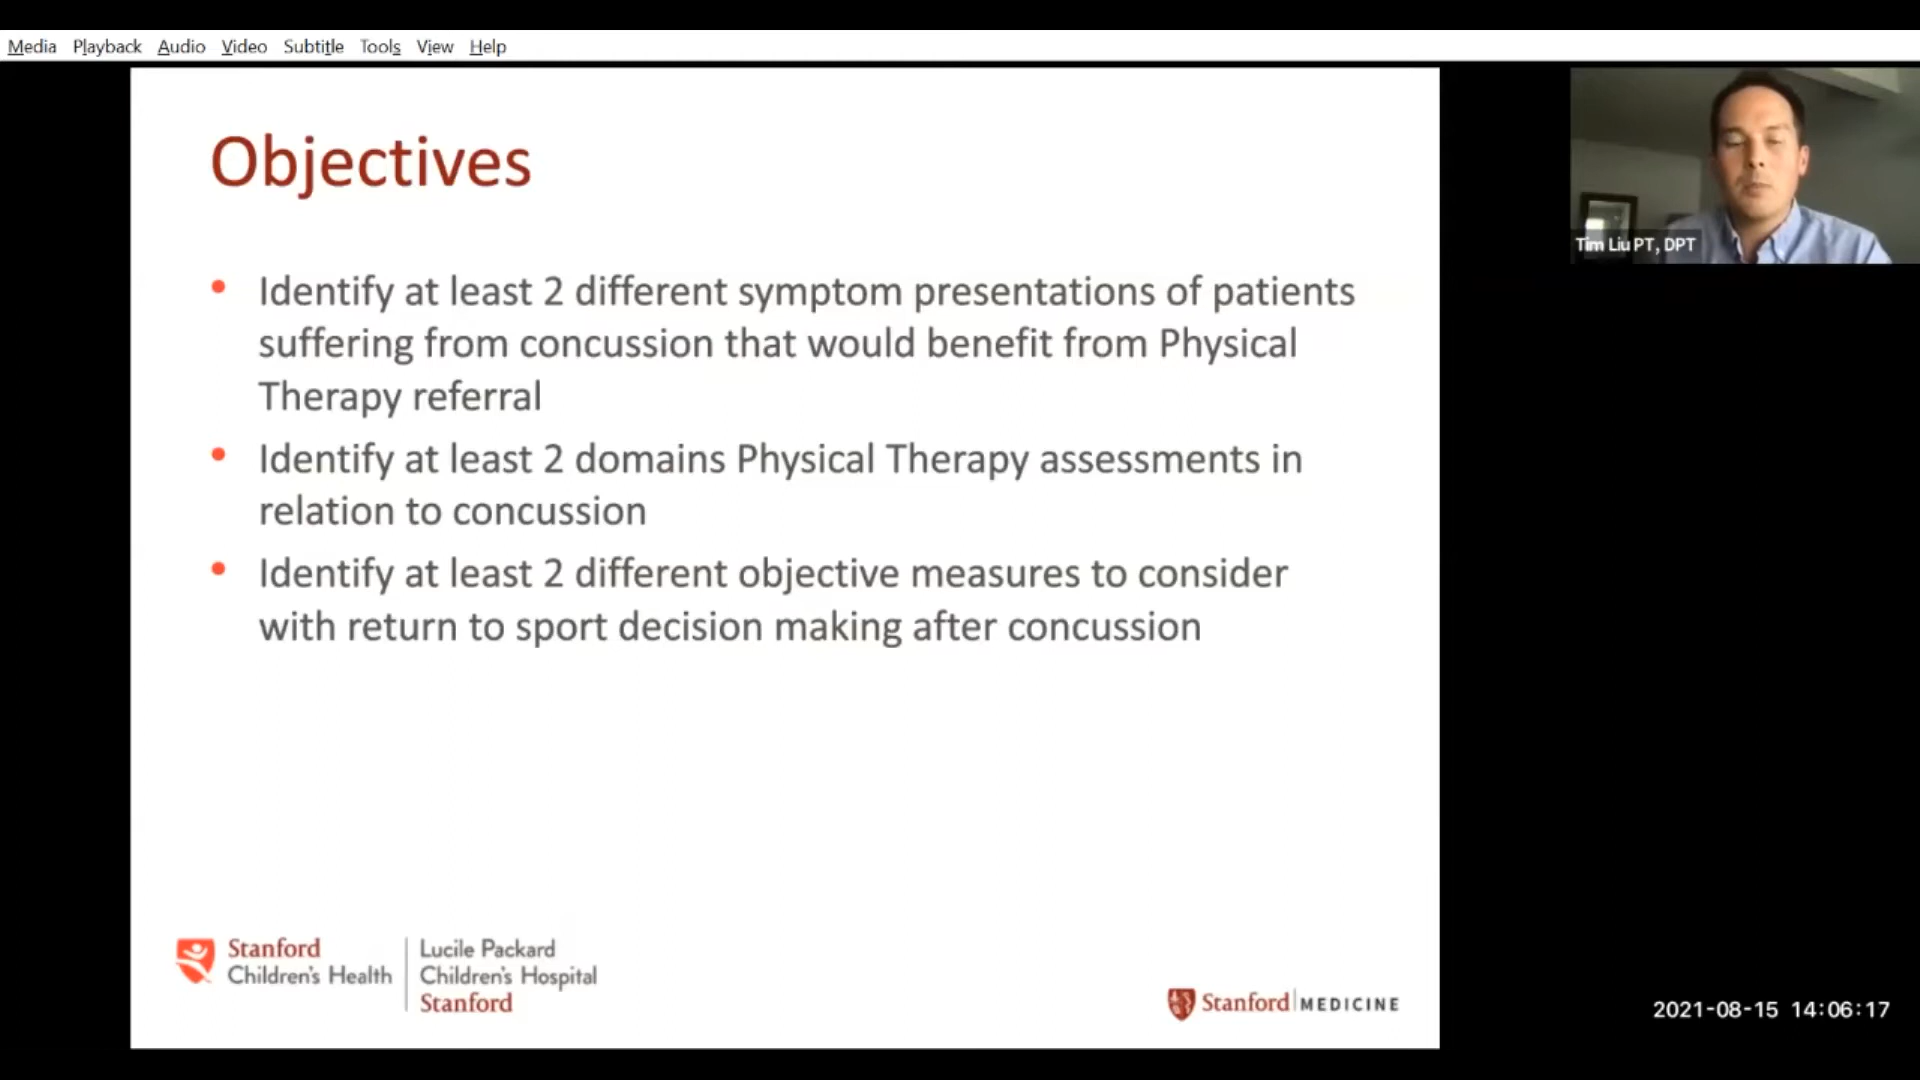 Media Playback Audio Video Subtitle Tools View Help
Objectives
Tim Liu PT, DPT
• Identify at least 2 different symptom presentations of patients
suffering from concussion that would benefit from Physical
Therapy referral
• Identify at least 2 domains Physical Therapy assessments in
relation to concussion
• Identify at least 2 different objective measures to consider
with return to sport decision making after concussion
Stanford
Children's Health
Lucile Packard
Children's Hospital
Stanford
Stanford MEDICINE
2021-08-15 14:06:17